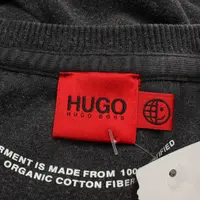 HUGO
HUGO BOSS
RMENT IS MADE FROM 100
ORGANIC COTTON FIBER